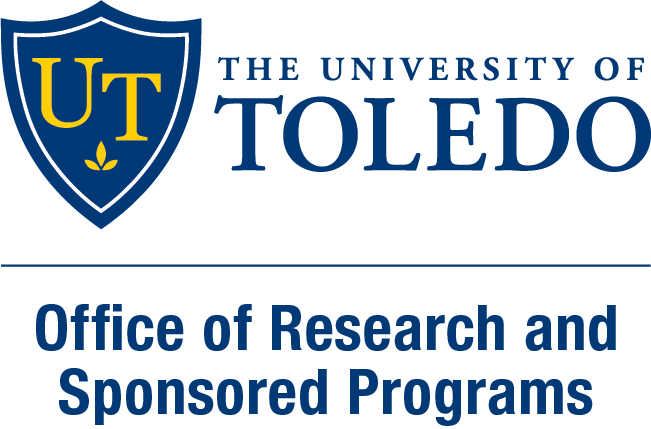 UT
THE UNIVERSITY OF
TOLEDO
Office of Research and
Sponsored Programs